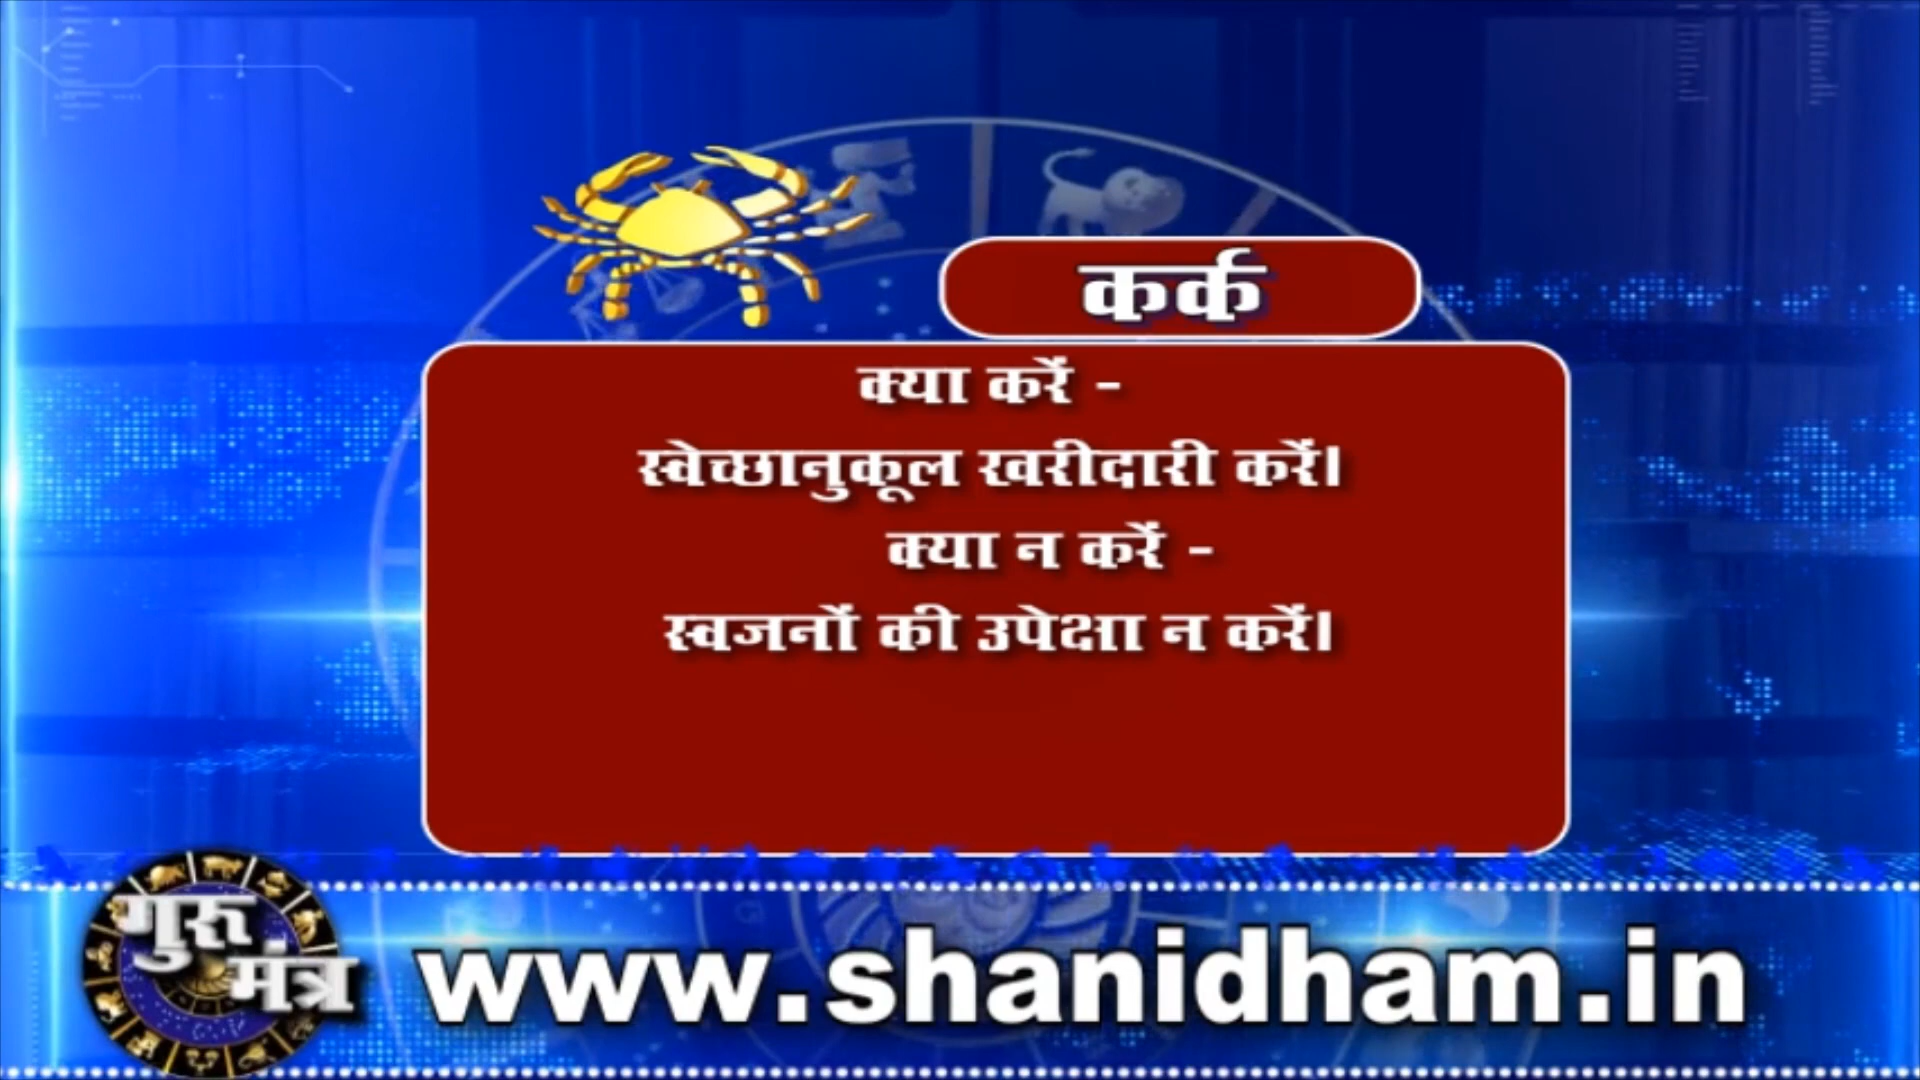 कर्क
क्या करें -
स्वेच्छानुकूल खरीदारी करें।
क्या न करें -
स्वजनों की उपेक्षा न करें।
गुरू
मंत्र
www.shanidham.in